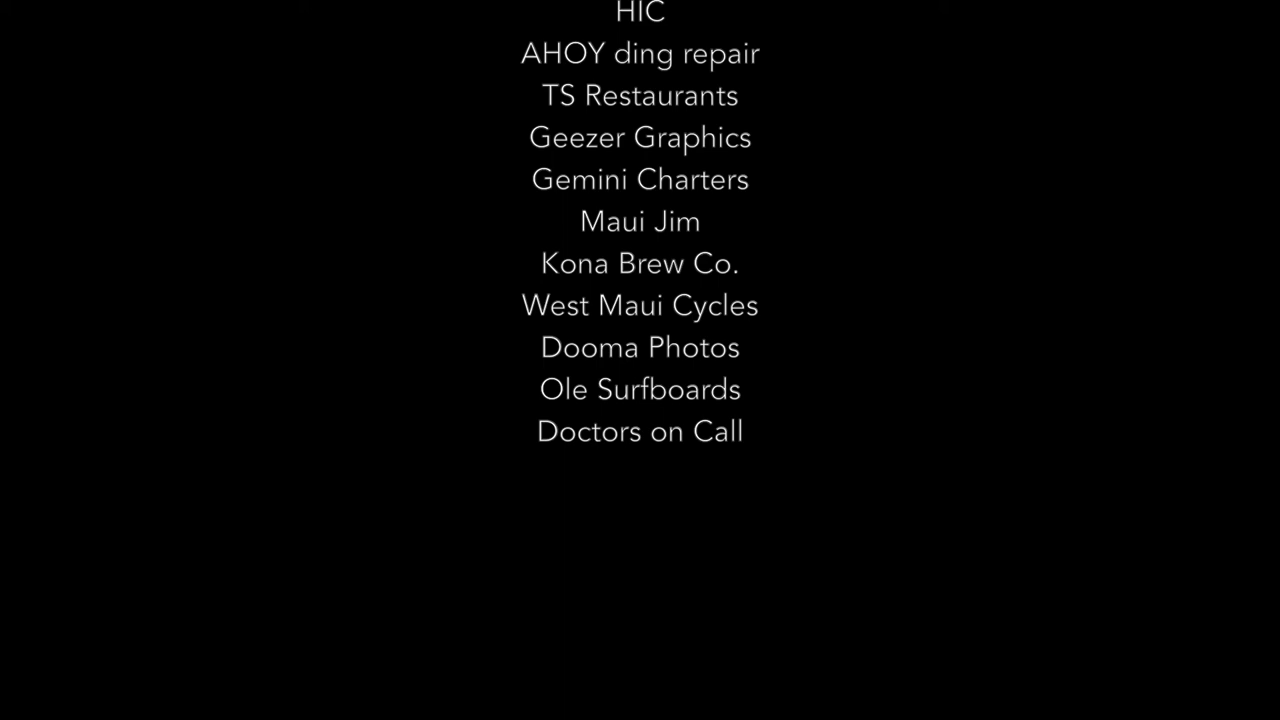 HIC
AHOY ding repair
TS Restaurants
Geezer Graphics
Gemini Charters
Maui Jim
Kona Brew Co.
West Maui Cycles
Dooma Photos
Ole Surfboards
Doctors on Call